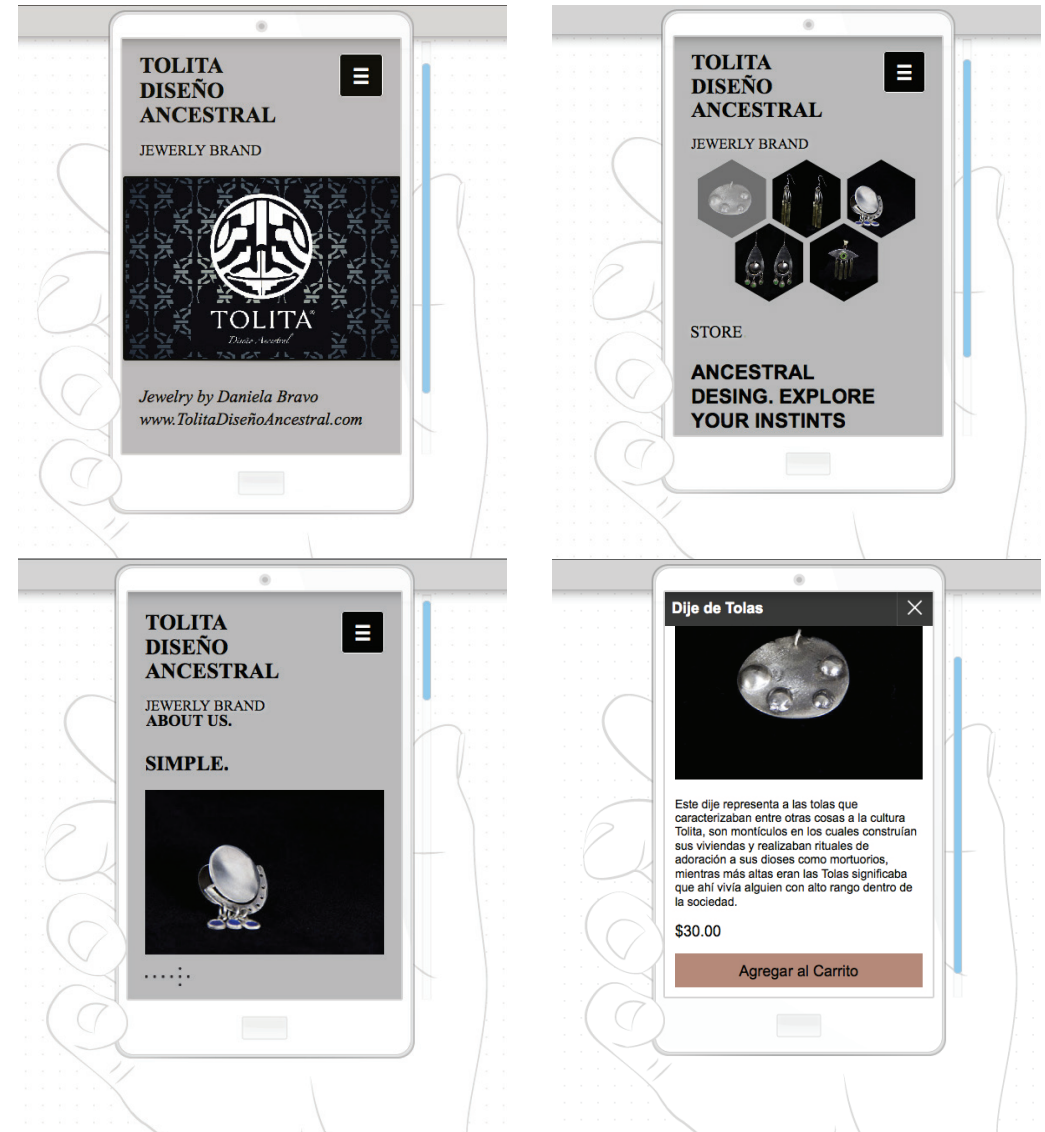 TOLITA
DISEÑO
ANCESTRAL
JEWERLY BRAND
TOLITA®
Diseño Ancestral
Jewelry by Daniela Bravo
www.TolitaDiseñoAncestral.com
TOLITA
DISEÑO
ANCESTRAL
JEWERLY BRAND
STORE
ANCESTRAL
DESING. EXPLORE
YOUR INSTINTS
TOLITA
DISEÑO
ANCESTRAL
JEWERLY BRAND
ABOUT US.
SIMPLE.
Dije de Tolas
Este dije representa a las tolas que
caracterizaban entre otras cosas a la cultura
Tolita, son montículos en los cuales construían
sus viviendas y realizaban rituales de
adoración a sus dioses como mortuorios,
mientras más altas eran las Tolas significaba
que ahí vivía alguien con alto rango dentro de
la sociedad.
$30.00
Agregar al Carrito